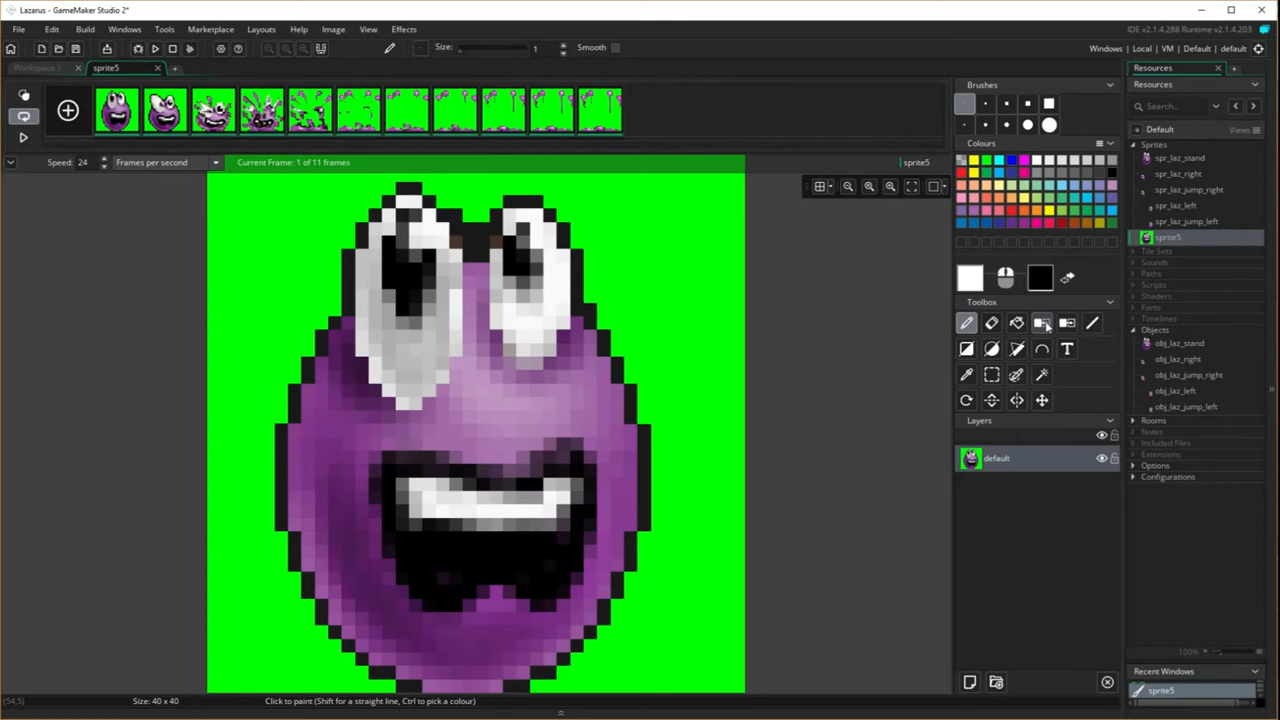 Lazarus - GameMaker Studio 2*
File Edit Build Windows Tools Marketplace Layouts Help Image View Effects
IDE v2.1.4.288 Runtime v2.1.4.203
Size: 1 Smooth
Windows | Local | VM | Default | default
Workspace 1 sprite5
Resources
Brushes
Resources
Search...
Default Views
Colours
Sprites
spr_laz_stand
spr_laz_right
spr_laz_jump_right
spr_laz_left
spr_laz_jump_left
sprite5
Tile Sets
Sounds
Paths
Scripts
Shaders
Fonts
Timelines
Objects
obj_laz_stand
obj_laz_right
obj_laz_jump_right
obj_laz_left
obj_laz_jump_left
Rooms
Notes
Included Files
Extensions
Options
Configurations
Speed: 24 Frames per second
Current Frame: 1 of 11 frames
sprite5
Toolbox
T
Layers
default
100%
Recent Windows
sprite5
(54,5) Size: 40 x 40 Click to paint (Shift for a straight line, Ctrl to pick a colour)